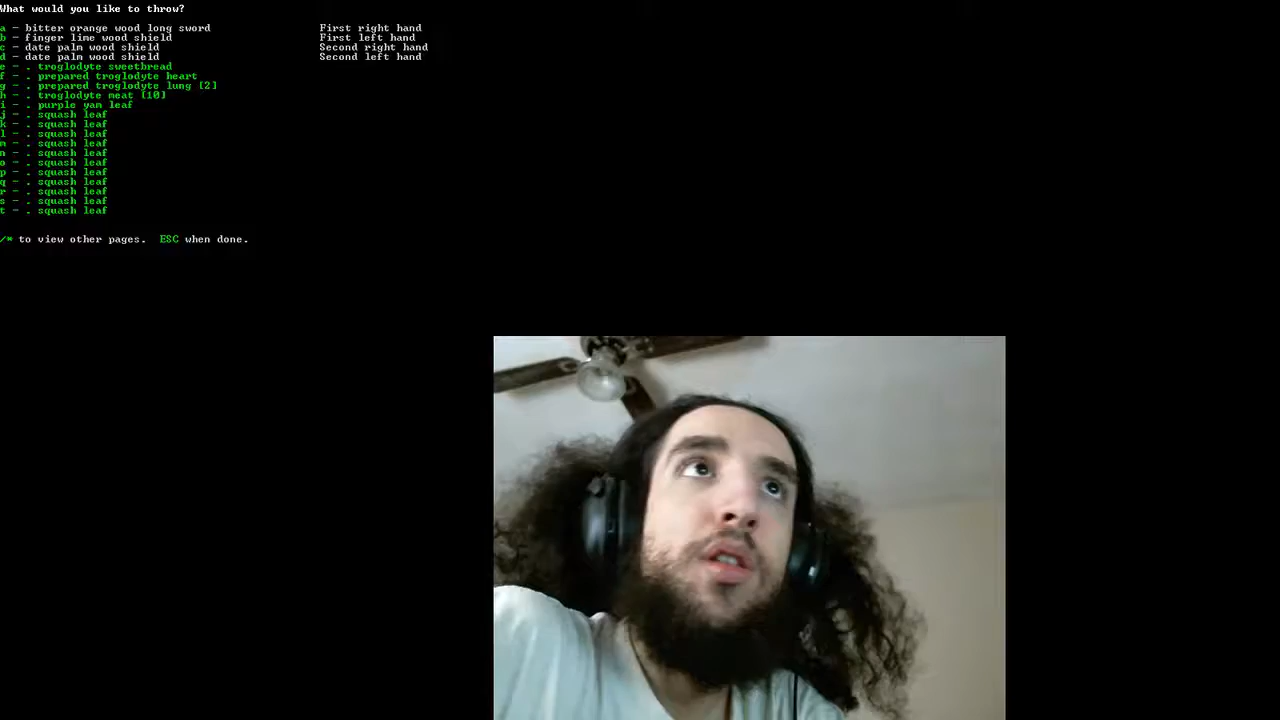 What would you like to throw?
a - bitter orange wood long sword First right hand
b - finger lime wood shield First left hand
c - date palm wood shield Second right hand
d - date palm wood shield Second left hand
e - . troglodyte sweetbread
f - . prepared troglodyte heart
g - . prepared troglodyte lung [2]
h - . troglodyte meat [10]
i - . purple yam leaf
j - . squash leaf
k - . squash leaf
l - . squash leaf
m - . squash leaf
n - . squash leaf
o - . squash leaf
p - . squash leaf
q - . squash leaf
r - . squash leaf
s - . squash leaf
t - . squash leaf
/* to view other pages. ESC when done.